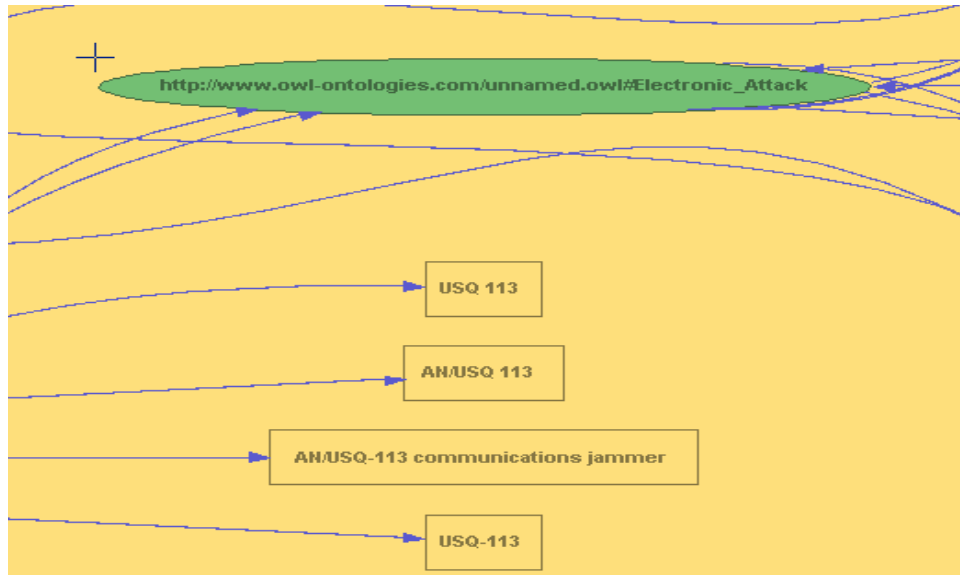 http://www.owl-ontologies.com/unnamed.owl#Electronic_Attack
USQ 113
AN/USQ 113
AN/USQ-113 communications jammer
USQ-113